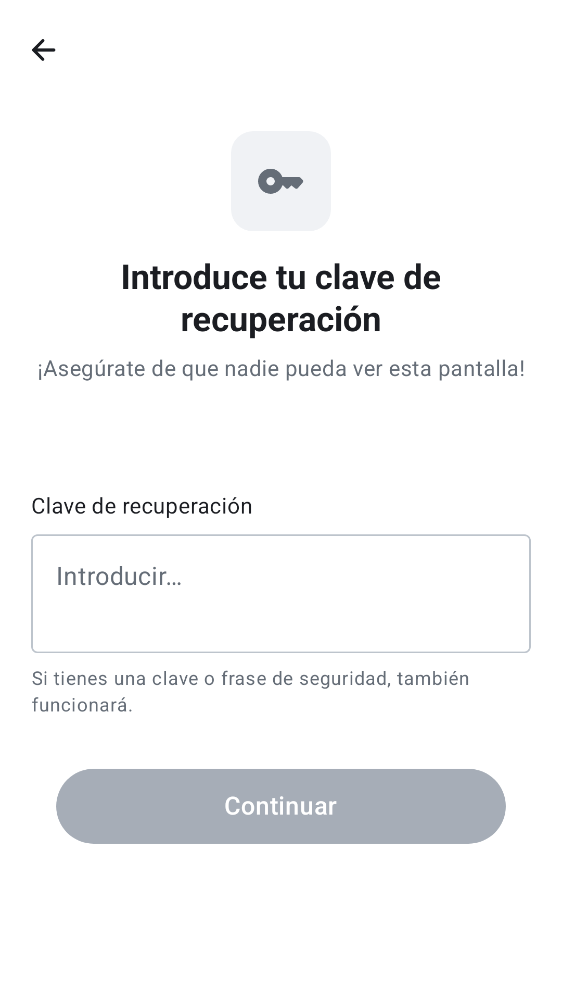 Introduce tu clave de
recuperación
¡Asegúrate de que nadie pueda ver esta pantalla!
Clave de recuperación
Introducir…
Si tienes una clave o frase de seguridad, también
funcionará.
Continuar